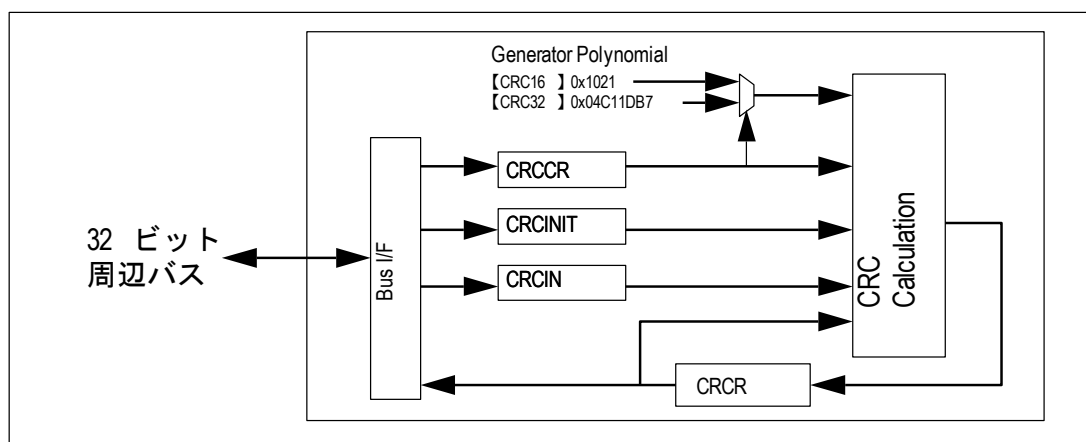 Generator Polynomial
【CRC16 】0x1021
【CRC32 】0x04C11DB7
CRCCR
CRCINIT
CRCIN
32 ビット
周辺バス
Bus I/F
CRC
Calculation
CRCR